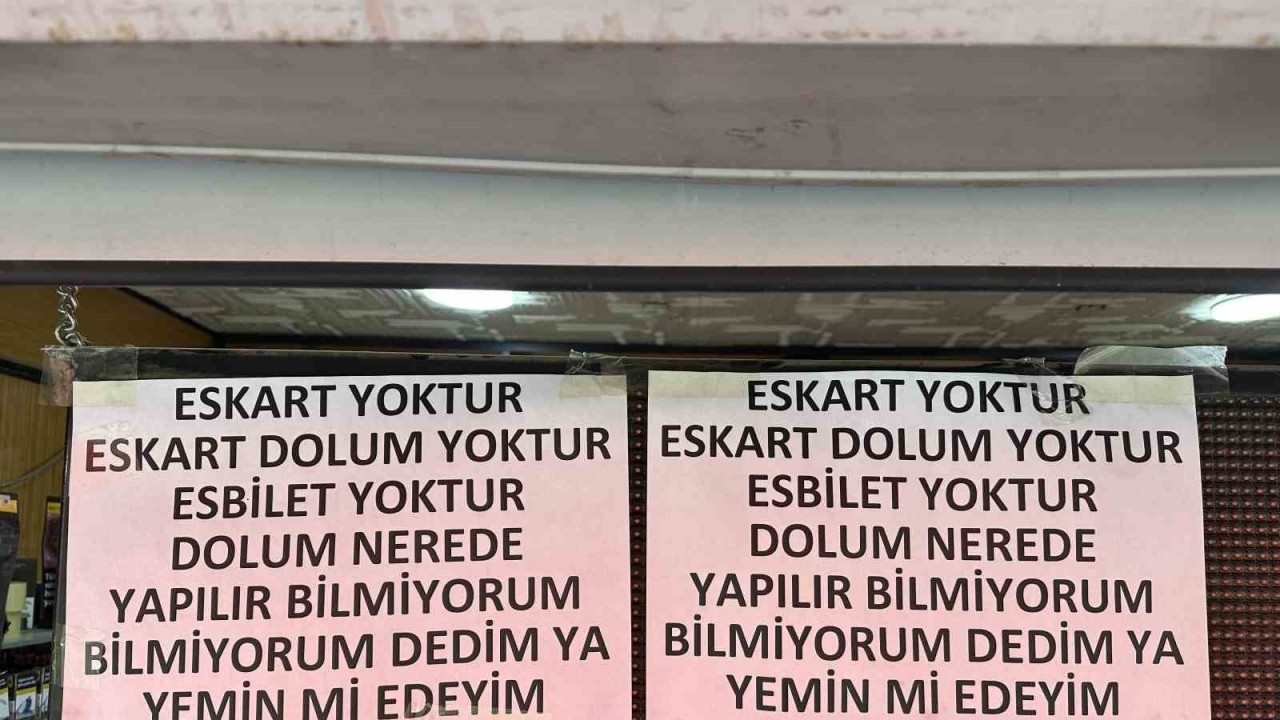 ESKART YOKTUR
ESKART DOLUM YOKTUR
ESBİLET YOKTUR
DOLUM NEREDE
YAPILIR BİLMİYORUM
BİLMİYORUM DEDİM YA
YEMİN Mİ EDEYİM
ESKART YOKTUR
ESKART DOLUM YOKTUR
ESBİLET YOKTUR
DOLUM NEREDE
YAPILIR BİLMİYORUM
BİLMİYORUM DEDİM YA
YEMİN Mİ EDEYİM